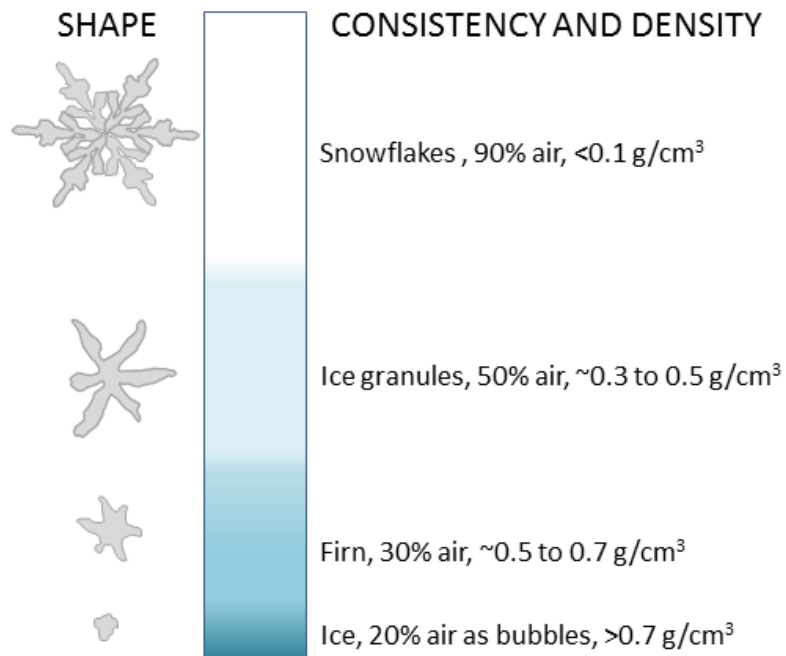 SHAPE
CONSISTENCY AND DENSITY
Snowflakes , 90% air, <0.1 g/cm³
Ice granules, 50% air, ~0.3 to 0.5 g/cm³
Firn, 30% air, ~0.5 to 0.7 g/cm³
Ice, 20% air as bubbles, >0.7 g/cm³